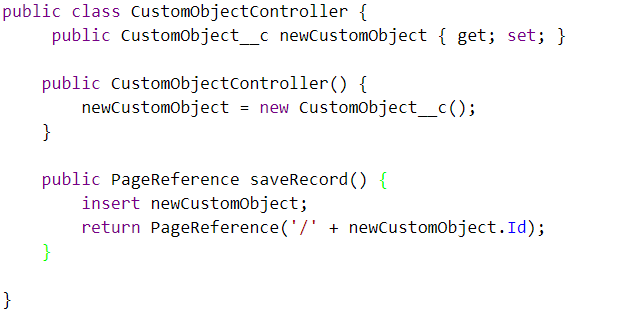 public class CustomObjectController {
public CustomObject__c newCustomObject { get; set; }
public CustomObjectController() {
newCustomObject = new CustomObject__c();
}
public PageReference saveRecord() {
insert newCustomObject;
return PageReference('/' + newCustomObject.Id);
}
}